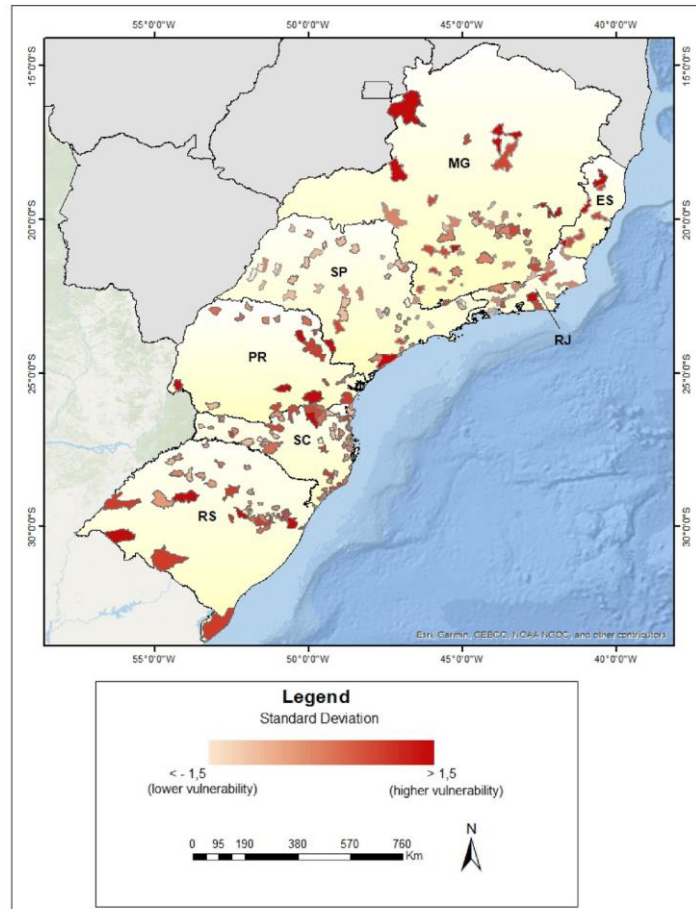 55°0'0"W 50°0'0"W 45°0'0"W 40°0'0"W
15°0'0"S 15°0'0"S
MG
ES
20°0'0"S 20°0'0"S
SP
RJ
PR
25°0'0"S 25°0'0"S
SC
RS
30°0'0"S 30°0'0"S
Esri, Garmin, GEBCO, NOAA NGDC, and other contributors
55°0'0"W 50°0'0"W 45°0'0"W 40°0'0"W
Legend
Standard Deviation
< - 1,5 > 1,5
(lower vulnerability) (higher vulnerability)
N
0 95 190 380 570 760
Km